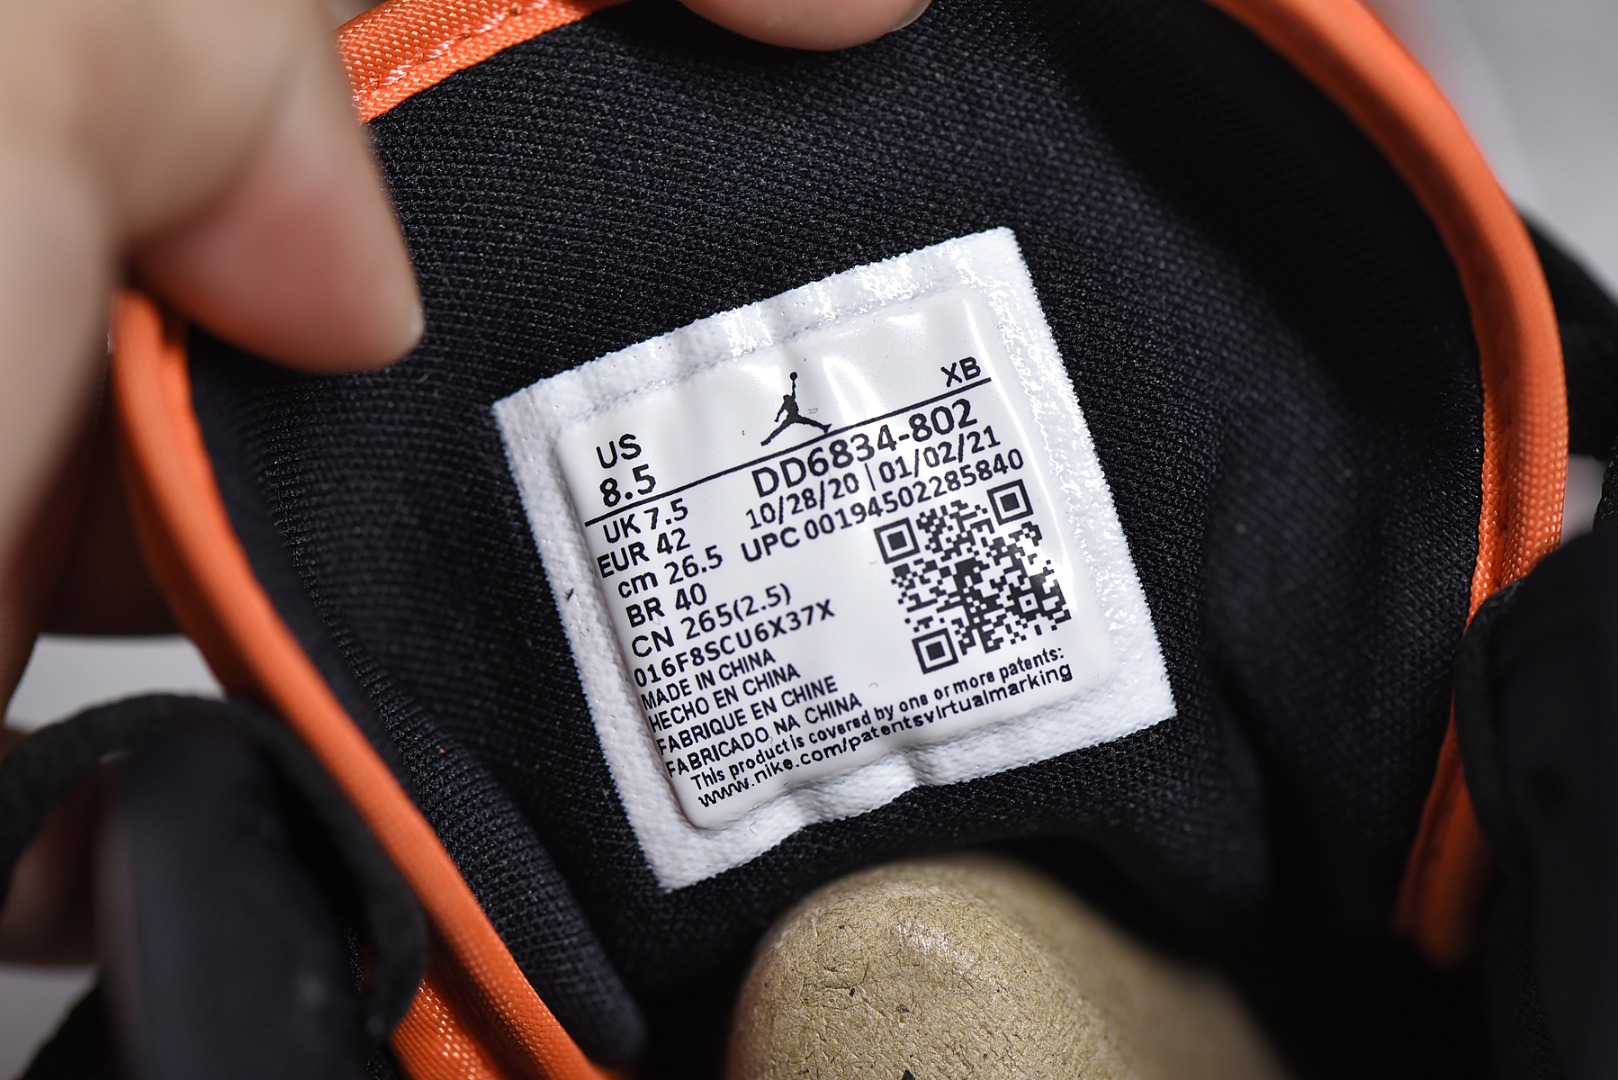 XB
US
8.5
DD6834-802
10/28/20 | 01/02/21
UPC 00194502285840
UK 7.5
EUR 42
cm 26.5
BR 40
CN 265(2.5)
016F8SCU6X37X
MADE IN CHINA
HECHO EN CHINA
FABRIQUE EN CHINE
FABRICADO NA CHINA
This product is covered by one or more patents:
www.nike.com/patentsvirtualmarking